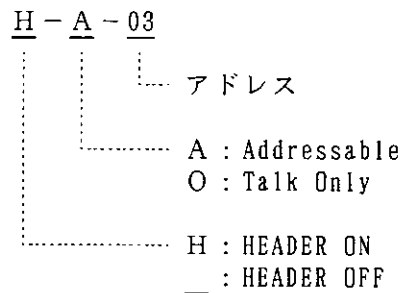 H-A-03
アドレス
A : Addressable
O : Talk Only
H : HEADER ON
_ : HEADER OFF